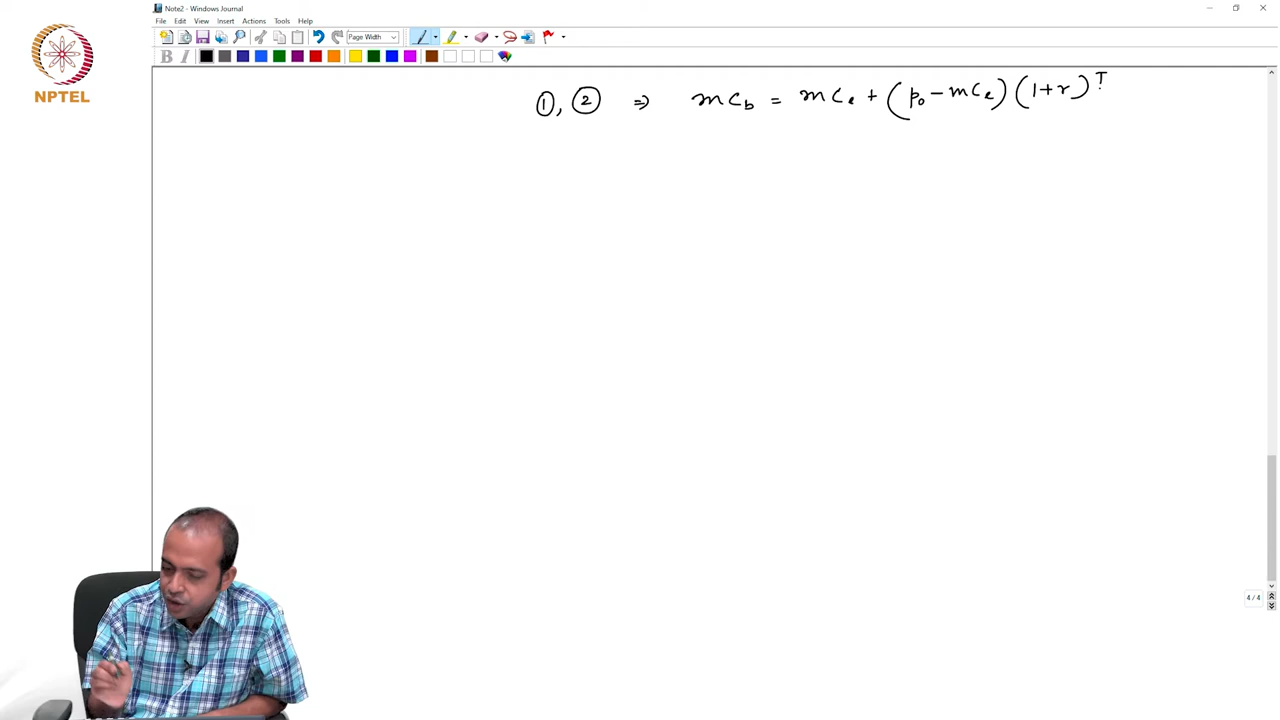 Note2 - Windows Journal
File Edit View Insert Actions Tools Help
Page Width
B I
NPTEL
①, ② ⇒ mc_b = mc_e + (p_0 - mc_e)(1+r)^T
4 / 4